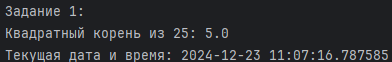 Задание 1:
Квадратный корень из 25: 5.0
Текущая дата и время: 2024-12-23 11:07:16.787585